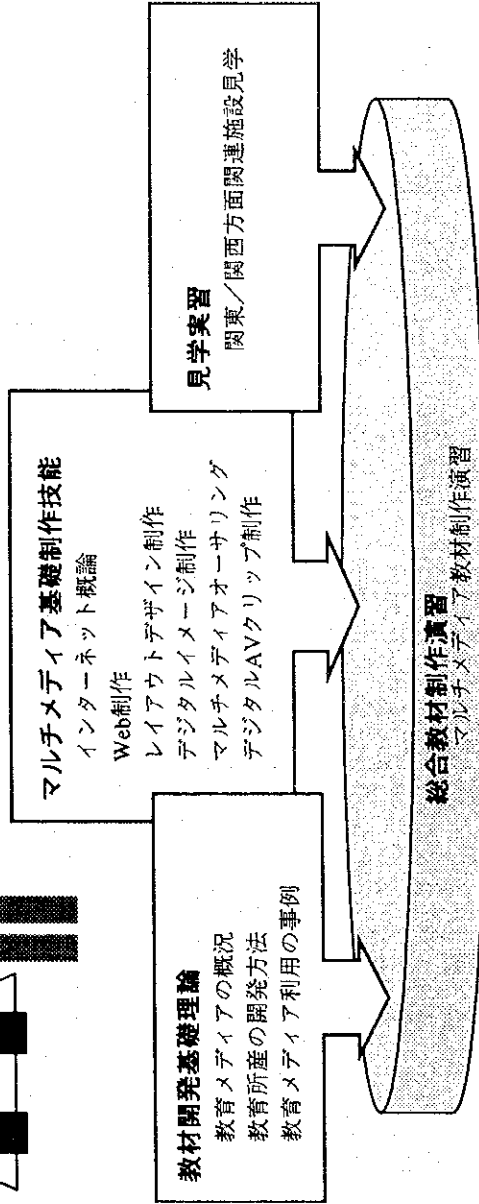 教材開発基礎理論
教育メディアの概況
教育所産の開発方法
教育メディア利用の事例
マルチメディア基礎制作技能
インターネット概論
Web制作
レイアウトデザイン制作
デジタルイメージ制作
マルチメディアオーサリング
デジタルAVクリップ制作
見学実習
関東/関西方面関連施設見学
総合教材制作演習
マルチメディア教材制作演習